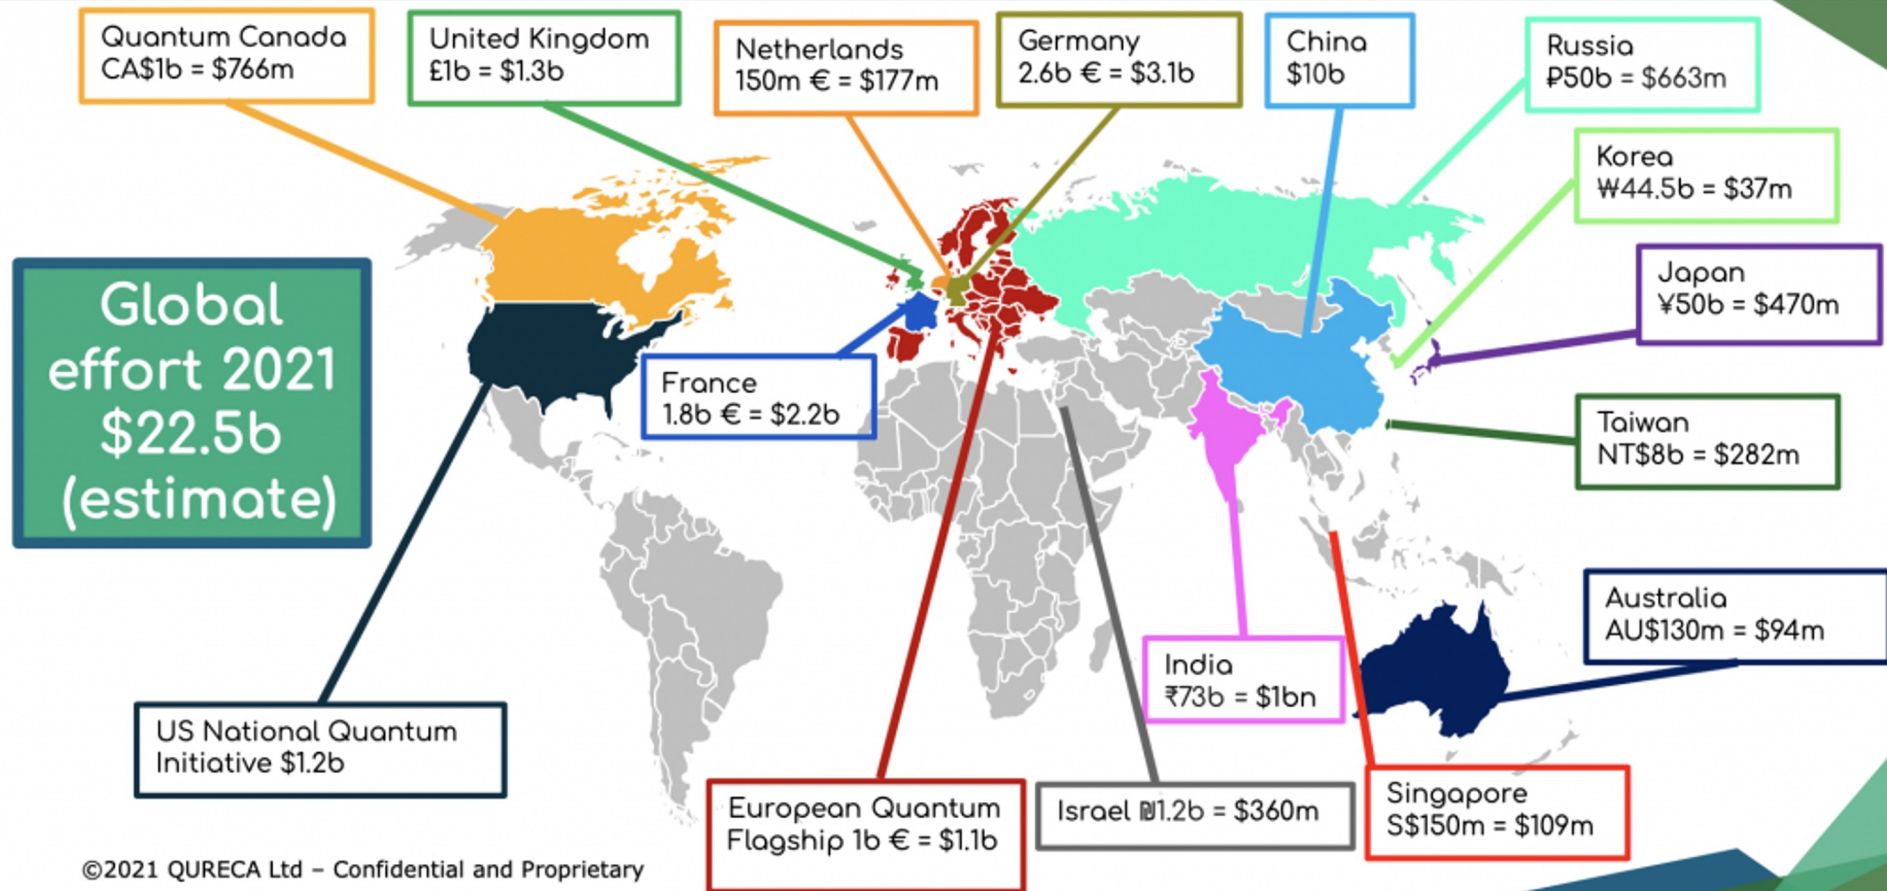 Quantum Canada
CA$1b = $766m
United Kingdom
£1b = $1.3b
Netherlands
150m € = $177m
Germany
2.6b € = $3.1b
China
$10b
Russia
₽50b = $663m
Korea
₩44.5b = $37m
Japan
¥50b = $470m
Global
effort 2021
$22.5b
(estimate)
France
1.8b € = $2.2b
Taiwan
NT$8b = $282m
Australia
AU$130m = $94m
India
₹73b = $1bn
US National Quantum
Initiative $1.2b
European Quantum
Flagship 1b € = $1.1b
Israel ₪1.2b = $360m
Singapore
S$150m = $109m
©2021 QURECA Ltd – Confidential and Proprietary